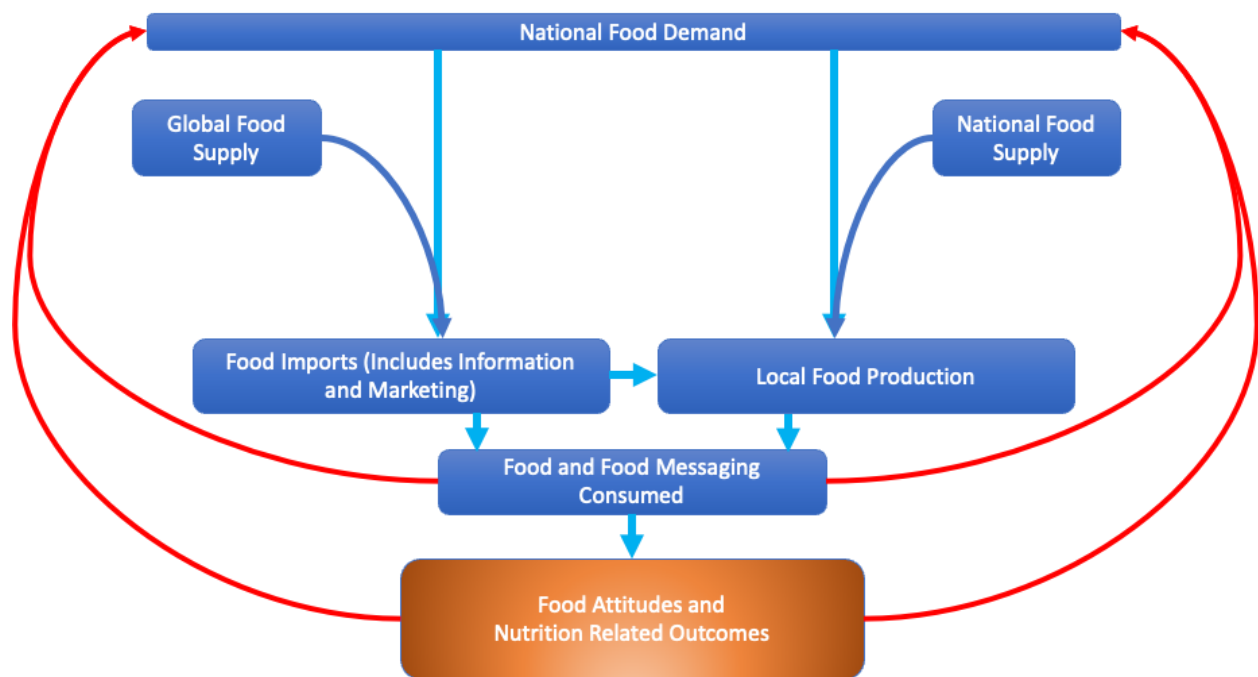 National Food Demand
Global Food
Supply
National Food
Supply
Food Imports (Includes Information
and Marketing)
Local Food Production
Food and Food Messaging
Consumed
Food Attitudes and
Nutrition Related Outcomes